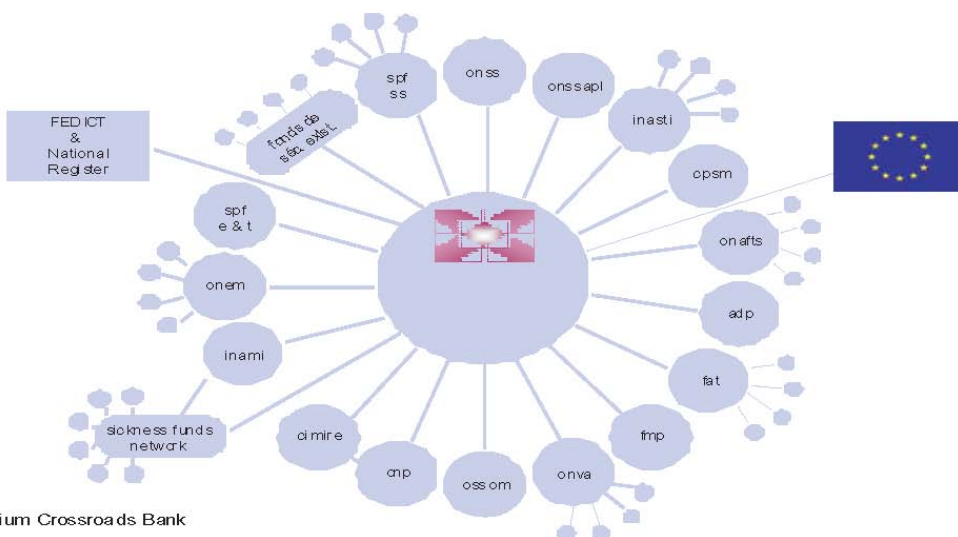 FEDICT
&
National
Register
fonds de
séc. exist.
spf
ss
onss
onssapl
inasti
opsm
onafts
adp
fat
fmp
onva
ossom
cnp
cimire
sickness funds
network
inami
onem
spf
e & t
ium Crossroads Bank